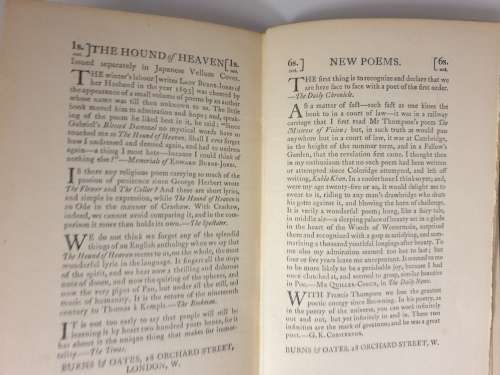 1s. net. ] THE HOUND of HEAVEN [ 1s. net.
Issued separately in Japanese Vellum Cover.
THE winter's labour [writes LADY BURNE-JONES of
her Husband in the year 1893] was cheered by
the appearance of a small volume of poems by an author
whose name was till then unknown to us. The little
book moved him to admiration and hope; and, speak-
ing of the poem he liked best in it, he said: "Since
Gabriel's Blessed Damozel no mystical words have so
touched me as The Hound of Heaven. Shall I ever forget
how I undressed and dressed again, and had to undress
again—a thing I most hate—because I could think of
nothing else?"—Memorials of EDWARD BURNE-JONES.
IS there any religious poem carrying so much of the
passion of penitence since George Herbert wrote
The Flower and The Collar? And there are short lyrics,
and simple in expression, while The Hound of Heaven is
an Ode in the manner of Crashaw. With Crashaw,
indeed, we cannot avoid comparing it, and in the com-
parison it more than holds its own.—The Spectator.
WE do not think we forget any of the splendid
things of an English anthology when we say that
The Hound of Heaven seems to us, on the whole, the most
wonderful lyric in the language. It fingers all the stops
of the spirit, and we hear now a thrilling and dolorous
note of doom, and now the quiring of the spheres, and
now the very pipes of Pan, but under all the still, sad
music of humanity. It is the return of the nineteenth
century to Thomas à Kempis.—The Bookman.
IT is not too early to say that people will still be
learning it by heart two hundred years hence, for it
has about it the unique thing that makes for immor-
tality.—The Times.
BURNS & OATES, 28 ORCHARD STREET,
LONDON, W.
6s. net. ] NEW POEMS. [ 6s. net.
THE first thing is to recognize and declare that we
are here face to face with a poet of the first order.
—The Daily Chronicle.
AS a matter of fact—such fact as one kisses the
book to in a court of law—it was in a railway
carriage that I first read Mr Thompson's poem The
Mistress of Vision; but, in such truth as would pass
anywhere but in a court of law, it was at Cambridge,
in the height of the summer term, and in a Fellow's
Garden, that the revelation first came. I thought then
in my enthusiasm that no such poem had been written
or attempted since Coleridge attempted, and left off
writing, Kubla Khan. In a cooler hour I think so yet; and,
were my age twenty-five or so, it would delight me to
swear to it, riding to any man's drawbridge who shuts
his gates against it, and blowing the horn of challenge.
It is verily a wonderful poem; hung, like a fairy tale,
in middle air—a sleeping palace of beauty set in a glade
in the heart of the Woods of Westermain, surprised
there and recognized with a gasp as satisfying, and sum-
marizing a thousand youthful longings after beauty. To
me also my admiration seemed too hot to last; but
four or five years leave me unrepentant. It seemed to me
to be more likely to be a perishable joy, because I had
once clutched at, and seemed to grasp, similar beauties
in Poe.—MR QUILLER-COUCH, in The Daily News.
WITH Francis Thompson we lose the greatest
poetic energy since Browning. In his poetry, as
in the poetry of the universe, you can work infinitely
out and out, but yet infinitely in and in. These two
infinities are the mark of greatness; and he was a great
poet.—G. K. CHESTERTON.
BURNS & OATES, 28 ORCHARD STREET, W.